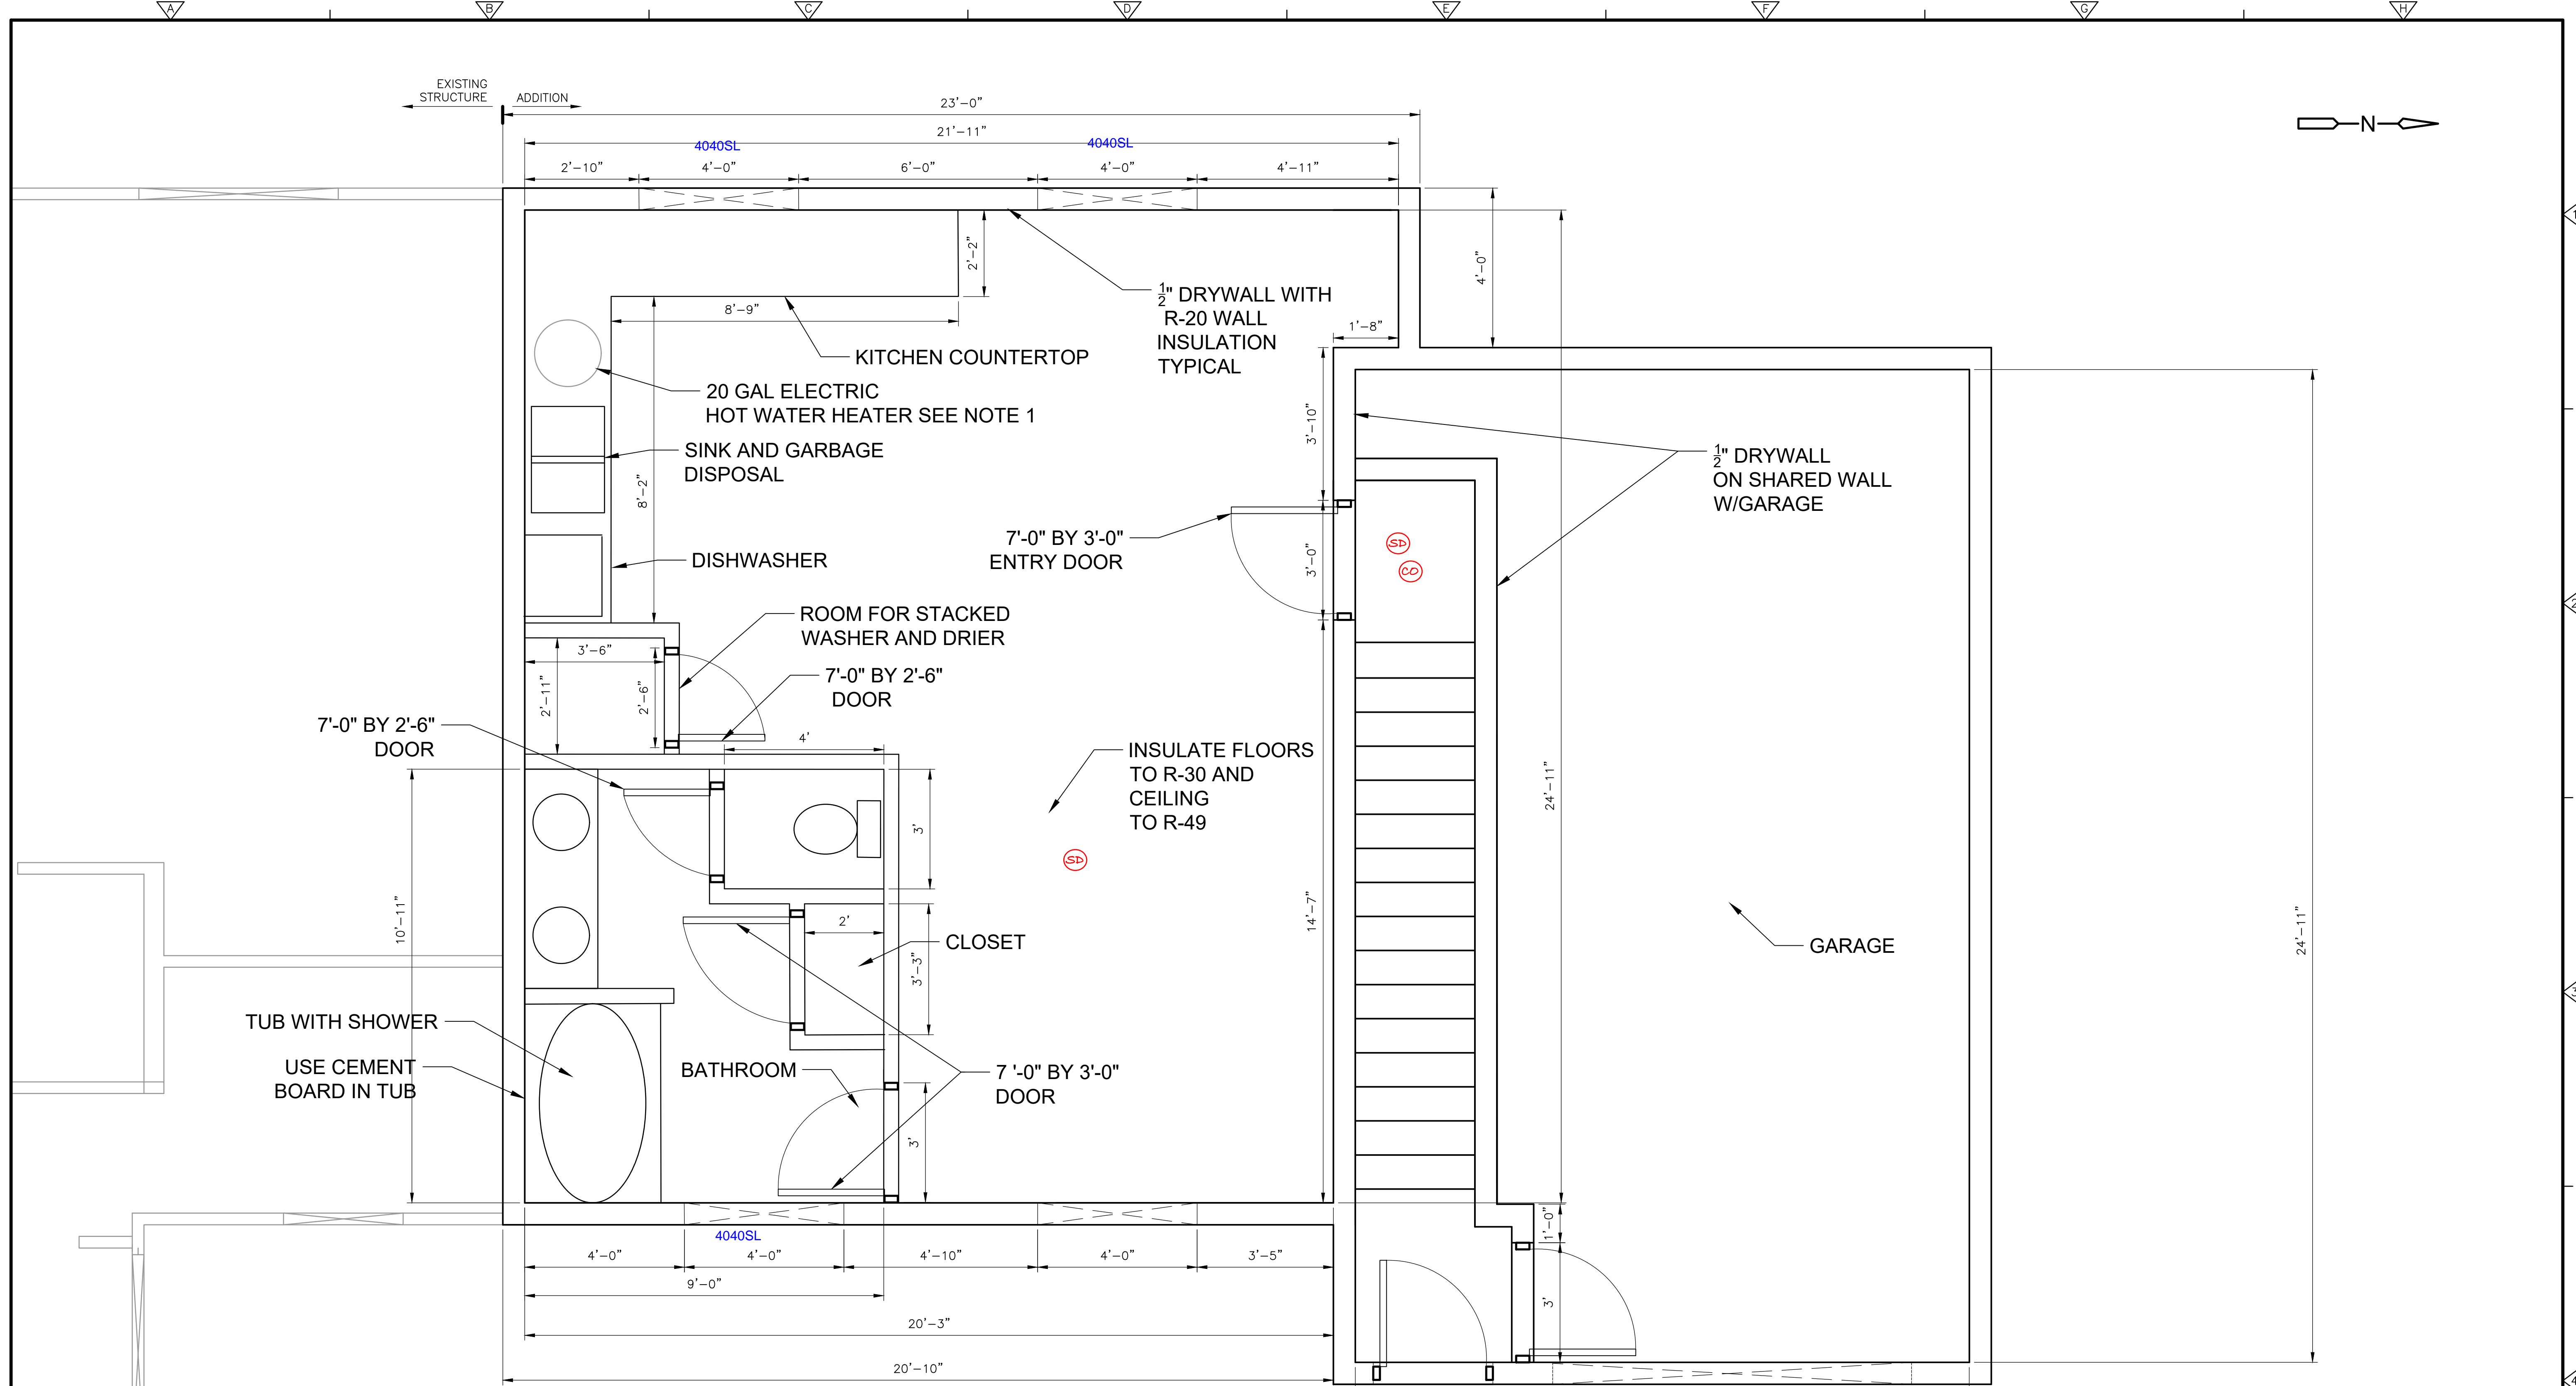 A B C D E F G H
EXISTING
STRUCTURE
ADDITION
23'-0"
21'-11"
4040SL
4040SL
2'-10"
4'-0"
6'-0"
4'-0"
4'-11"
N
1
2'-2"
4'-0"
8'-9"
1/2" DRYWALL WITH
R-20 WALL
INSULATION
TYPICAL
1'-8"
KITCHEN COUNTERTOP
20 GAL ELECTRIC
HOT WATER HEATER SEE NOTE 1
3'-10"
SINK AND GARBAGE
DISPOSAL
8'-2"
1/2" DRYWALL
ON SHARED WALL
W/GARAGE
7'-0" BY 3'-0"
ENTRY DOOR
3'-0"
SD
CO
DISHWASHER
2
ROOM FOR STACKED
WASHER AND DRIER
3'-6"
2'-11"
2'-6"
7'-0" BY 2'-6"
DOOR
7'-0" BY 2'-6"
DOOR
4'
INSULATE FLOORS
TO R-30 AND
CEILING
TO R-49
24'-11"
3'
SD
10'-11"
14'-7"
24'-11"
2'
CLOSET
3'-3"
GARAGE
3
TUB WITH SHOWER
USE CEMENT
BOARD IN TUB
BATHROOM
7 '-0" BY 3'-0"
DOOR
3'
1'-0"
4040SL
4'-0"
4'-0"
4'-10"
4'-0"
3'-5"
9'-0"
3'
20'-3"
20'-10"